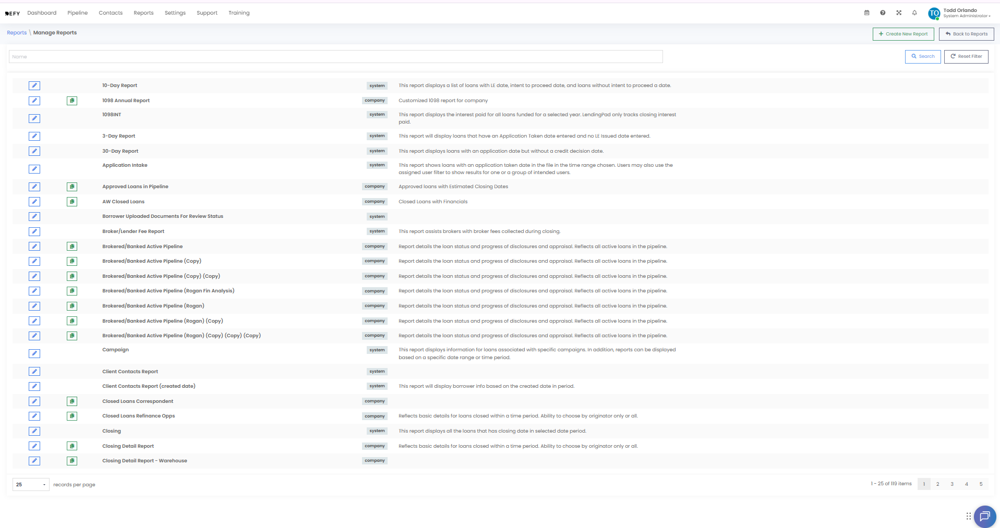 DEFY Dashboard Pipeline Contacts Reports Settings Support Training
TO Todd Orlando
System Administrator
Reports \ Manage Reports
+ Create New Report Back to Reports
Name Search Reset Filter
10-Day Report system This report displays a list of loans with LE date, intent to proceed date, and loans without intent to proceed a date.
1098 Annual Report company Customized 1098 report for company
1098INT system This report displays the interest paid for all loans funded for a selected year. LendingPad only tracks closing interest
paid.
3-Day Report system This report will display loans that have an Application Taken date entered and no LE Issued date entered.
30-Day Report system This report displays loans with an application date but without a credit decision date.
Application Intake system This report shows loans with an application taken date in the file in the time range chosen. Users may also use the
assigned user filter to show results for one or a group of intended users.
Approved Loans in Pipeline company Approved loans with Estimated Closing Dates
AW Closed Loans company Closed Loans with Financials
Borrower Uploaded Documents For Review Status system
Broker/Lender Fee Report system This report assists brokers with broker fees collected during closing.
Brokered/Banked Active Pipeline company Report details the loan status and progress of disclosures and appraisal. Reflects all active loans in the pipeline.
Brokered/Banked Active Pipeline (Copy) company Report details the loan status and progress of disclosures and appraisal. Reflects all active loans in the pipeline.
Brokered/Banked Active Pipeline (Copy) (Copy) company Report details the loan status and progress of disclosures and appraisal. Reflects all active loans in the pipeline.
Brokered/Banked Active Pipeline (Rogan Fin Analysis) company Report details the loan status and progress of disclosures and appraisal. Reflects all active loans in the pipeline.
Brokered/Banked Active Pipeline (Rogan) company Report details the loan status and progress of disclosures and appraisal. Reflects all active loans in the pipeline.
Brokered/Banked Active Pipeline (Rogan) (Copy) company Report details the loan status and progress of disclosures and appraisal. Reflects all active loans in the pipeline.
Brokered/Banked Active Pipeline (Rogan) (Copy) (Copy) (Copy) company Report details the loan status and progress of disclosures and appraisal. Reflects all active loans in the pipeline.
Campaign system This report displays information for loans associated with specific campaigns. In addition, reports can be displayed
based on a specific date range or time period.
Client Contacts Report system
Client Contacts Report (created date) system This report will display borrower info based on the created date in period.
Closed Loans Correspondent company
Closed Loans Refinance Opps company Reflects basic details for loans closed within a time period. Ability to choose by originator only or all.
Closing system This report displays all the loans that has closing date in selected date period.
Closing Detail Report company Reflects basic details for loans closed within a time period. Ability to choose by originator only or all.
Closing Detail Report - Warehouse company
25 records per page 1 - 25 of 119 items 1 2 3 4 5